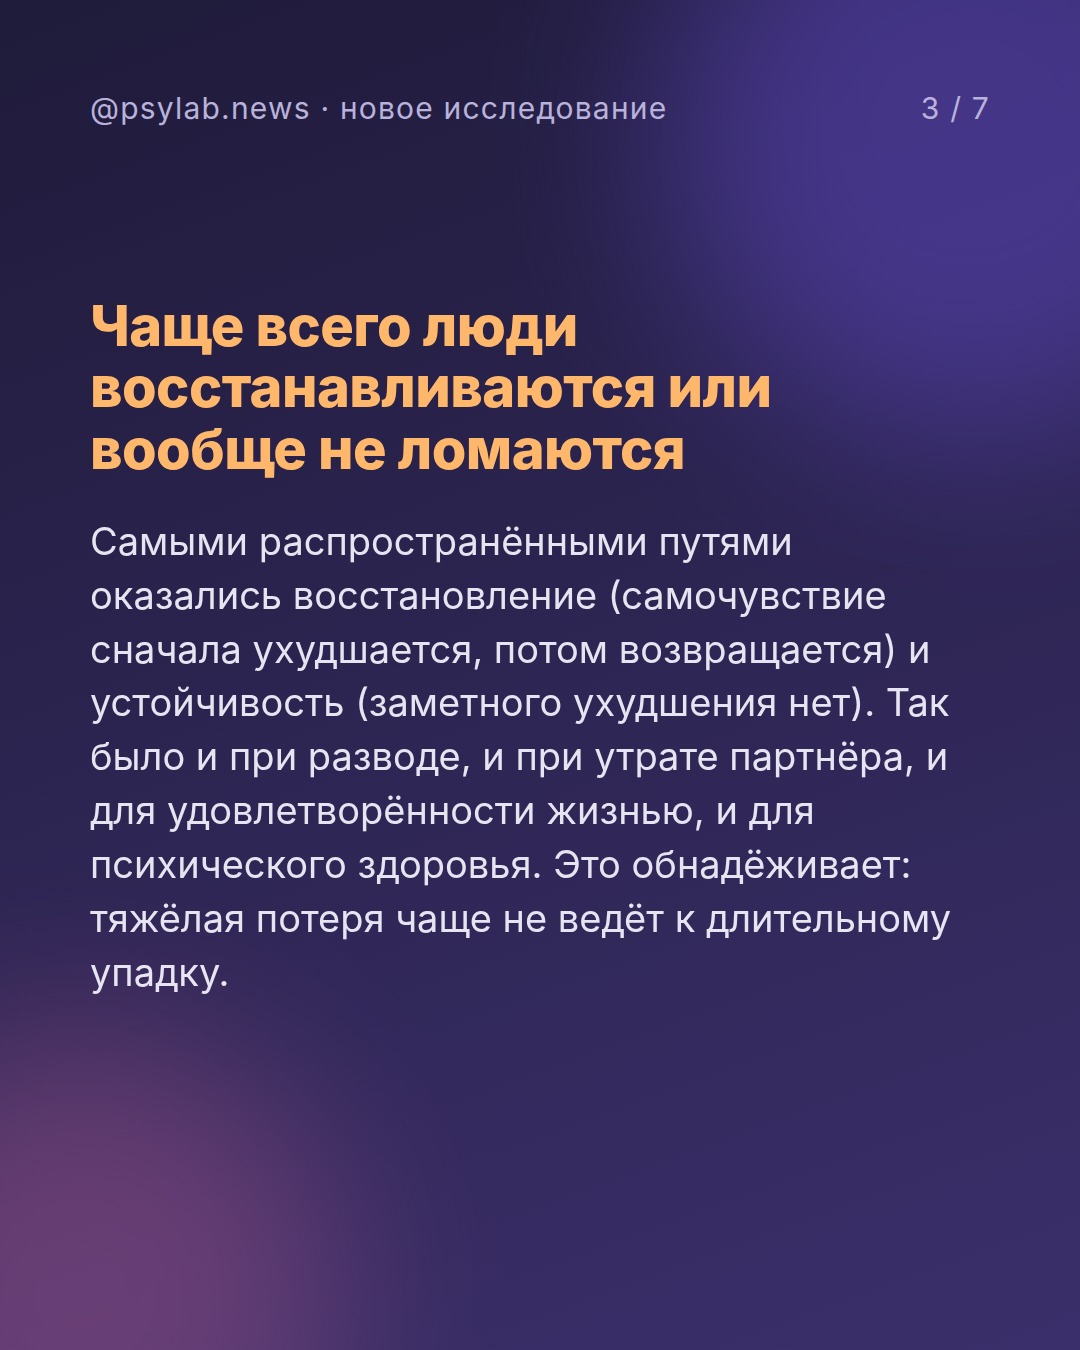 @psylab.news · новое исследование
3 / 7
Чаще всего люди
восстанавливаются или
вообще не ломаются
Самыми распространёнными путями
оказались восстановление (самочувствие
сначала ухудшается, потом возвращается) и
устойчивость (заметного ухудшения нет). Так
было и при разводе, и при утрате партнёра, и
для удовлетворённости жизнью, и для
психического здоровья. Это обнадёживает:
тяжёлая потеря чаще не ведёт к длительному
упадку.